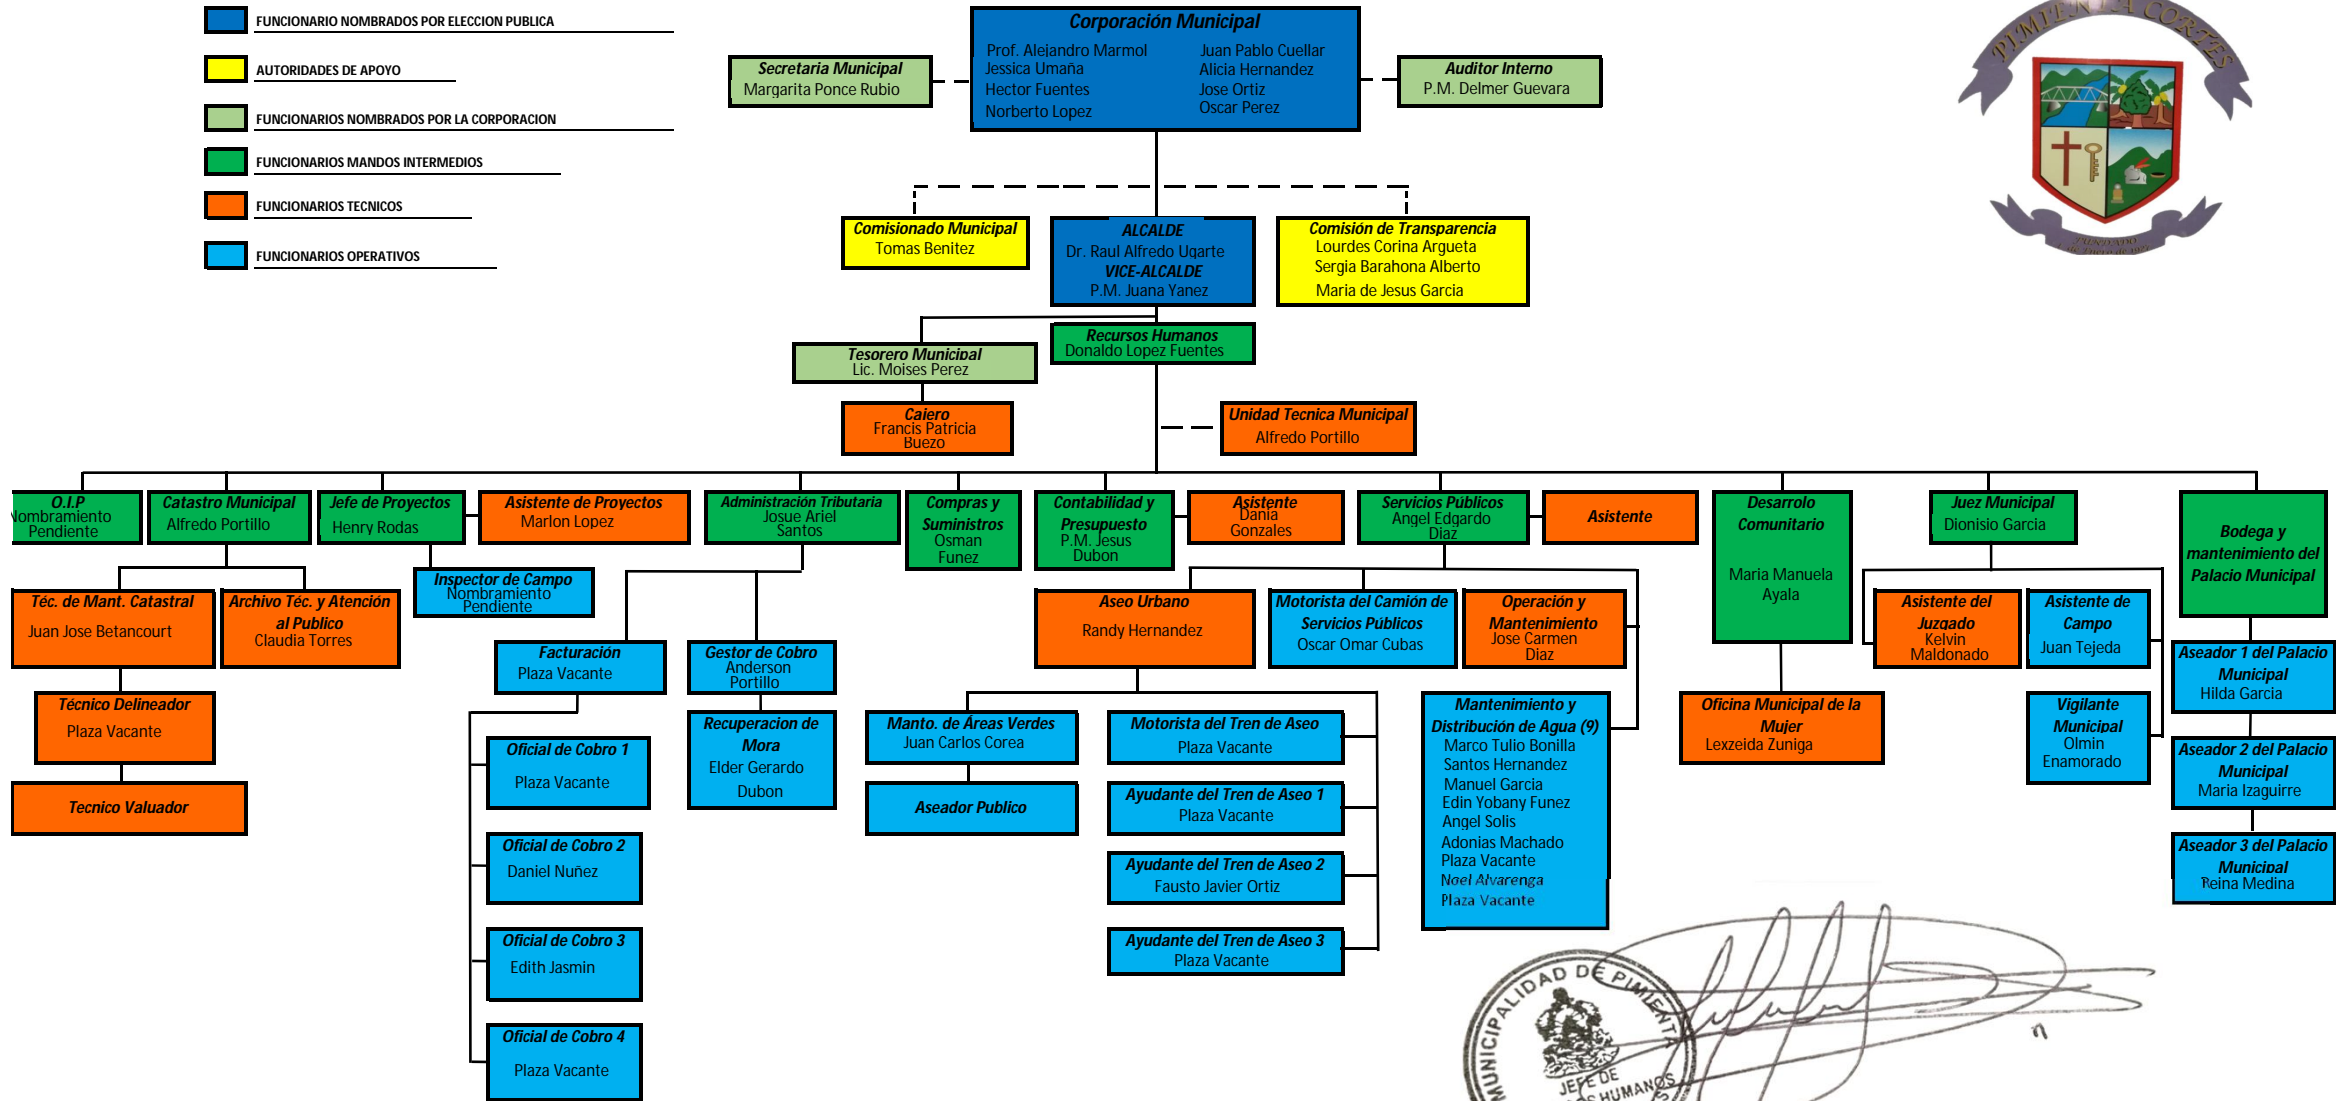 FUNCIONARIO NOMBRADOS POR ELECCION PUBLICA
AUTORIDADES DE APOYO
FUNCIONARIOS NOMBRADOS POR LA CORPORACION
FUNCIONARIOS MANDOS INTERMEDIOS
FUNCIONARIOS TECNICOS
FUNCIONARIOS OPERATIVOS
Corporación Municipal
Prof. Alejandro Marmol
Jessica Umaña
Hector Fuentes
Norberto Lopez
Juan Pablo Cuellar
Alicia Hernandez
Jose Ortiz
Oscar Perez
Secretaria Municipal
Margarita Ponce Rubio
Auditor Interno
P.M. Delmer Guevara
PIMIENTA CORTES
FUNDADO
Comisionado Municipal
Tomas Benitez
ALCALDE
Dr. Raul Alfredo Ugarte
VICE-ALCALDE
P.M. Juana Yanez
Comisión de Transparencia
Lourdes Corina Argueta
Sergia Barahona Alberto
Maria de Jesus Garcia
Recursos Humanos
Donaldo Lopez Fuentes
Tesorero Municipal
Lic. Moises Perez
Cajero
Francis Patricia
Buezo
Unidad Tecnica Municipal
Alfredo Portillo
O.I.P
Nombramiento
Pendiente
Catastro Municipal
Alfredo Portillo
Jefe de Proyectos
Henry Rodas
Asistente de Proyectos
Marlon Lopez
Administración Tributaria
Josue Ariel
Santos
Compras y
Suministros
Osman
Funez
Contabilidad y
Presupuesto
P.M. Jesus
Dubon
Asistente
Dania
Gonzales
Servicios Públicos
Angel Edgardo
Diaz
Asistente
Desarrolo
Comunitario
Maria Manuela
Ayala
Juez Municipal
Dionisio Garcia
Bodega y
mantenimiento del
Palacio Municipal
Inspector de Campo
Nombramiento
Pendiente
Téc. de Mant. Catastral
Juan Jose Betancourt
Archivo Téc. y Atención
al Publico
Claudia Torres
Técnico Delineador
Plaza Vacante
Tecnico Valuador
Facturación
Plaza Vacante
Gestor de Cobro
Anderson
Portillo
Recuperacion de
Mora
Elder Gerardo
Dubon
Oficial de Cobro 1
Plaza Vacante
Oficial de Cobro 2
Daniel Nuñez
Oficial de Cobro 3
Edith Jasmin
Oficial de Cobro 4
Plaza Vacante
Aseo Urbano
Randy Hernandez
Motorista del Camión de
Servicios Públicos
Oscar Omar Cubas
Operación y
Mantenimiento
Jose Carmen
Diaz
Manto. de Áreas Verdes
Juan Carlos Corea
Aseador Publico
Motorista del Tren de Aseo
Plaza Vacante
Ayudante del Tren de Aseo 1
Plaza Vacante
Ayudante del Tren de Aseo 2
Fausto Javier Ortiz
Ayudante del Tren de Aseo 3
Plaza Vacante
Mantenimiento y
Distribución de Agua (9)
Marco Tulio Bonilla
Santos Hernandez
Manuel Garcia
Edin Yobany Funez
Angel Solis
Adonias Machado
Plaza Vacante
Noel Alvarenga
Plaza Vacante
Oficina Municipal de la
Mujer
Lexzeida Zuniga
Asistente del
Juzgado
Kelvin
Maldonado
Asistente de
Campo
Juan Tejeda
Vigilante
Municipal
Olmin
Enamorado
Aseador 1 del Palacio
Municipal
Hilda Garcia
Aseador 2 del Palacio
Municipal
Maria Izaguirre
Aseador 3 del Palacio
Municipal
Reina Medina
MUNICIPALIDAD DE PIMIENTA
JEFE DE
HUMANOS